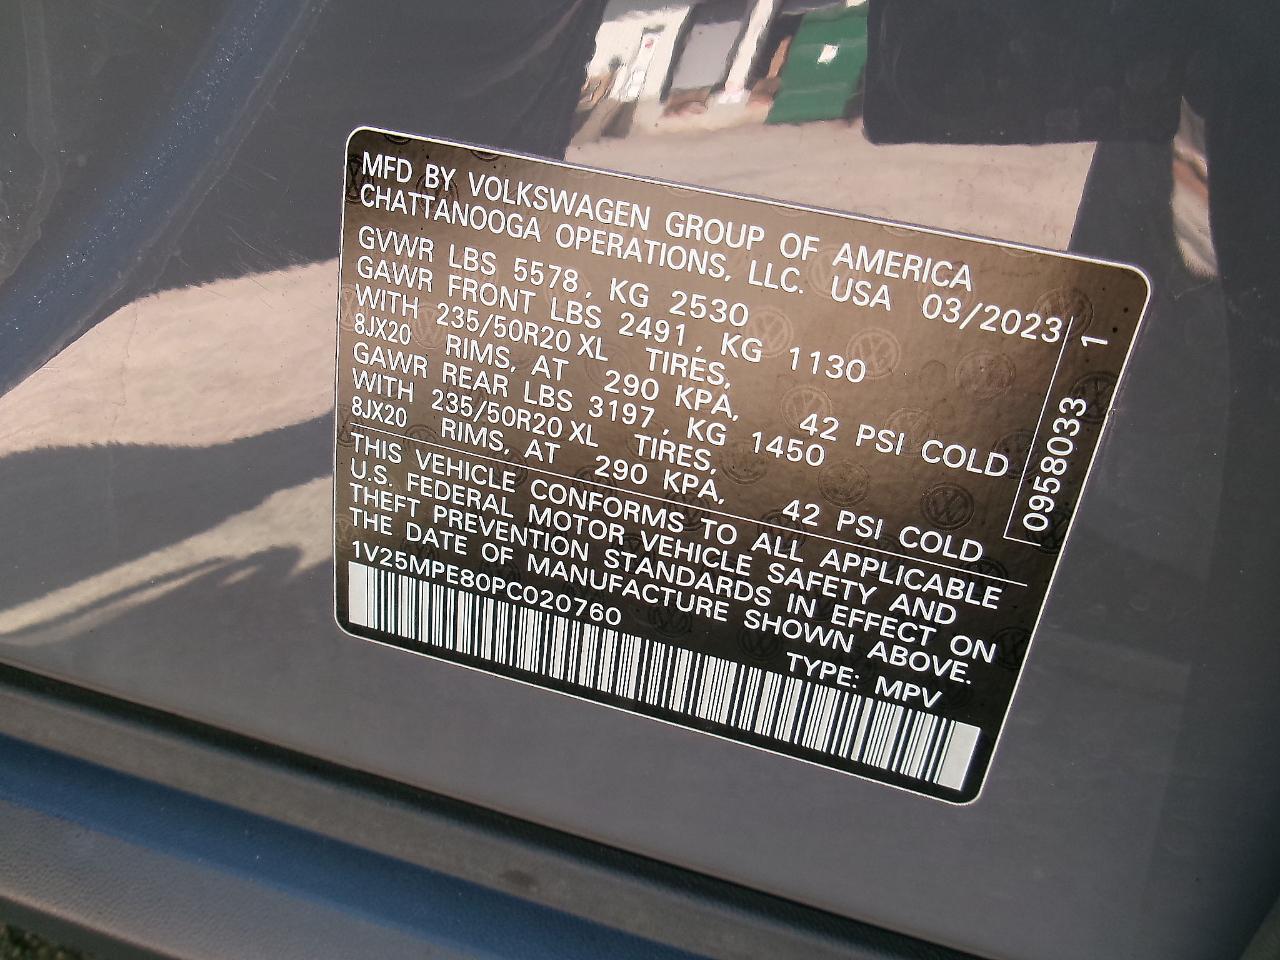 MFD BY VOLKSWAGEN GROUP OF AMERICA
CHATTANOOGA OPERATIONS, LLC. USA 03/2023
GVWR LBS 5578, KG 2530
GAWR FRONT LBS 2491, KG 1130
WITH 235/50R20 XL TIRES,
8JX20 RIMS, AT 290 KPA, 42 PSI COLD
GAWR REAR LBS 3197, KG 1450
WITH 235/50R20 XL TIRES,
8JX20 RIMS, AT 290 KPA, 42 PSI COLD
THIS VEHICLE CONFORMS TO ALL APPLICABLE
U.S. FEDERAL MOTOR VEHICLE SAFETY AND
THEFT PREVENTION STANDARDS IN EFFECT ON
THE DATE OF MANUFACTURE SHOWN ABOVE.
1V25MPE80PC020760 TYPE: MPV
0958033 1